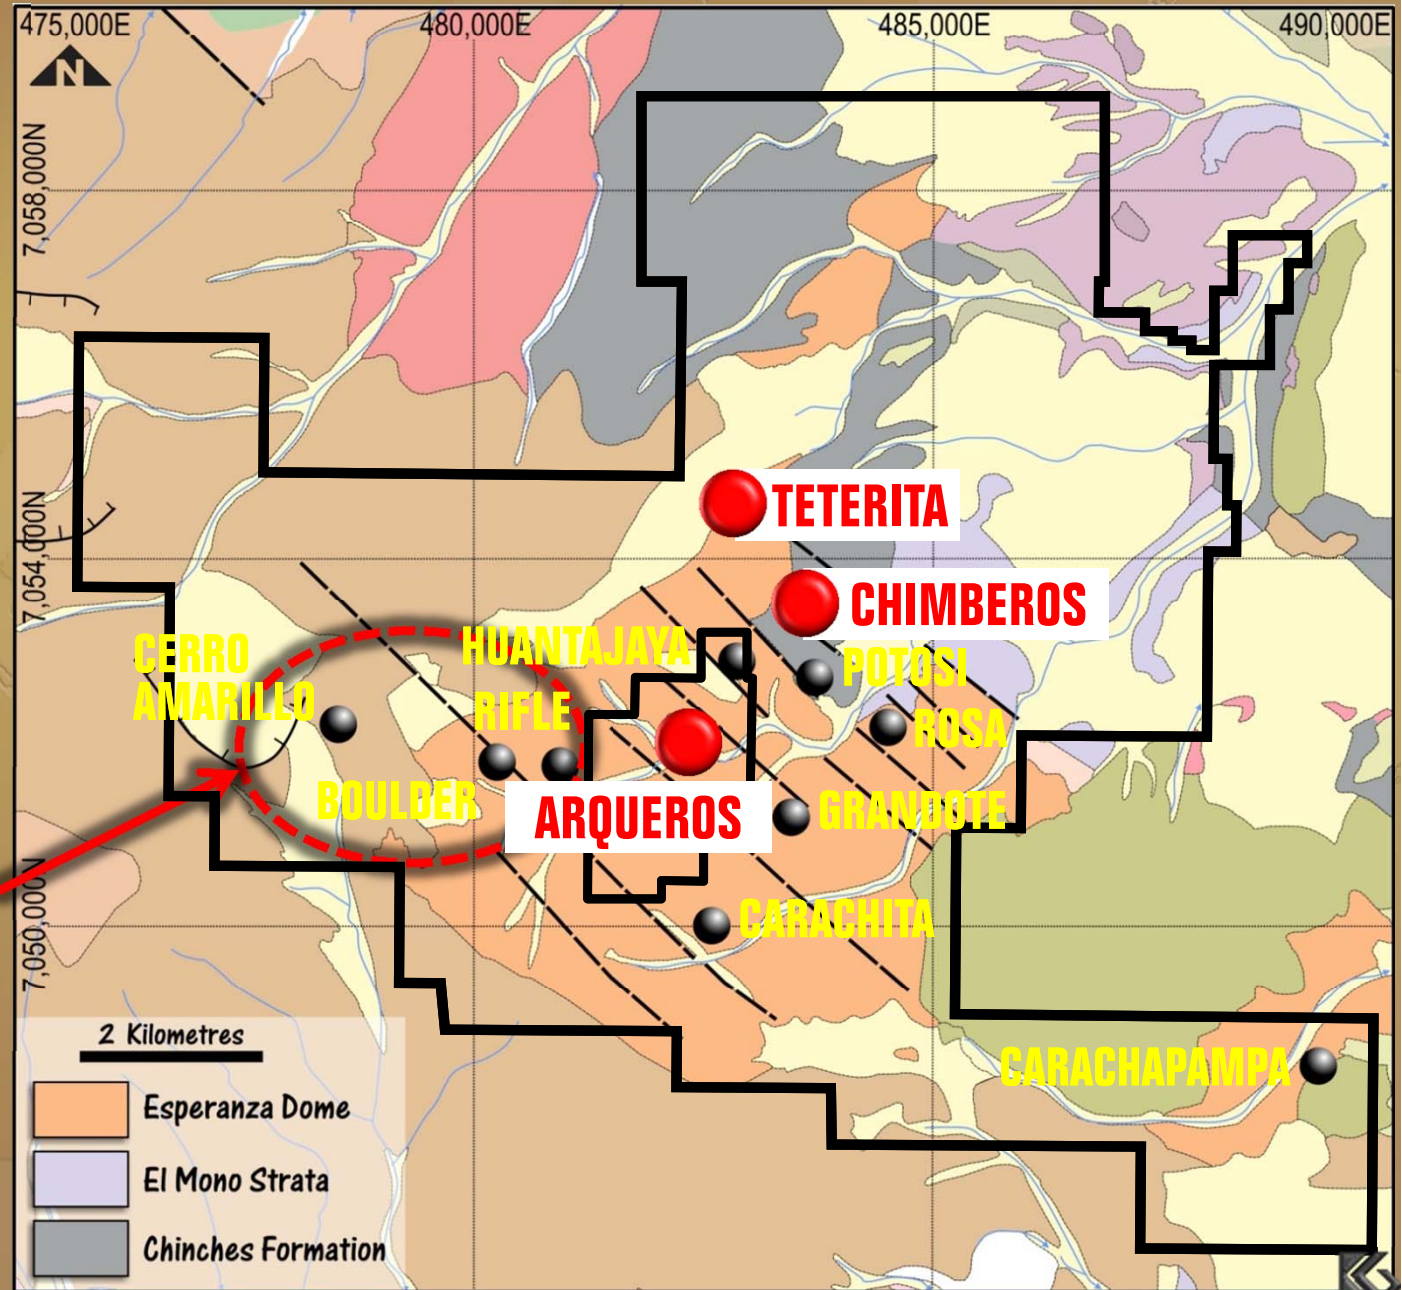 475,000E
480,000E
485,000E
490,000E
N
7,058,000N
TETERITA
7,054,000N
CHIMBEROS
CERRO
AMARILLO
HUANTAJAYA
POTOSI
RIFLE
ROSA
BOULDER
ARQUEROS
GRANDOTE
7,050,000N
CARACHITA
CARACHAPAMPA
2 Kilometres
Esperanza Dome
El Mono Strata
Chinches Formation